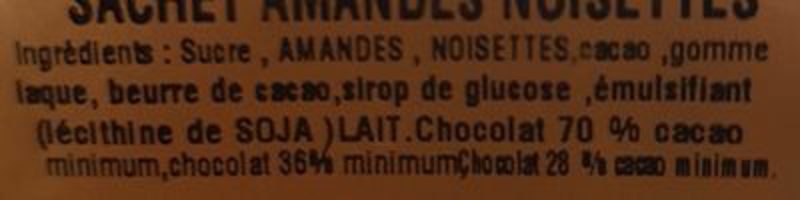 SACHET AMANDES NOISETTES
Ingrédients : Sucre , AMANDES , NOISETTES,cacao ,gomme
laque, beurre de cacao,sirop de glucose ,émulsifiant
(lécithine de SOJA )LAIT.Chocolat 70 % cacao
minimum,chocolat 36% minimumChocolat 28 % cacao minimum.